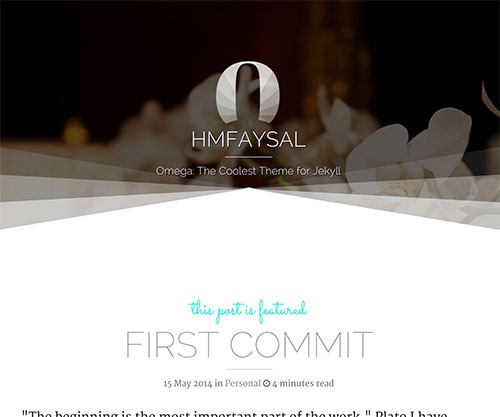 HMFAYSAL
Omega: The Coolest Theme for Jekyll
this post is featured
FIRST COMMIT
15 May 2014 in Personal 4 minutes read
"The beginning is the most important part of the work." Plato I have